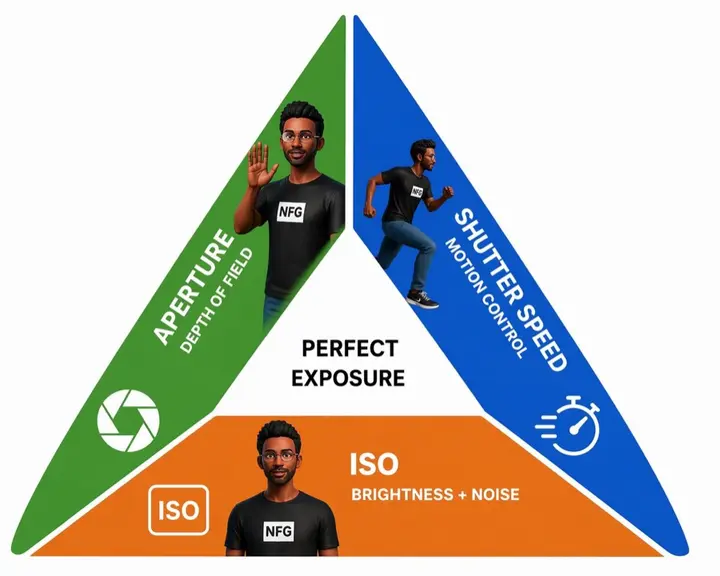 NFG
NFG
APERTURE
DEPTH OF FIELD
SHUTTER SPEED
MOTION CONTROL
PERFECT
EXPOSURE
ISO
ISO
BRIGHTNESS + NOISE
NFG